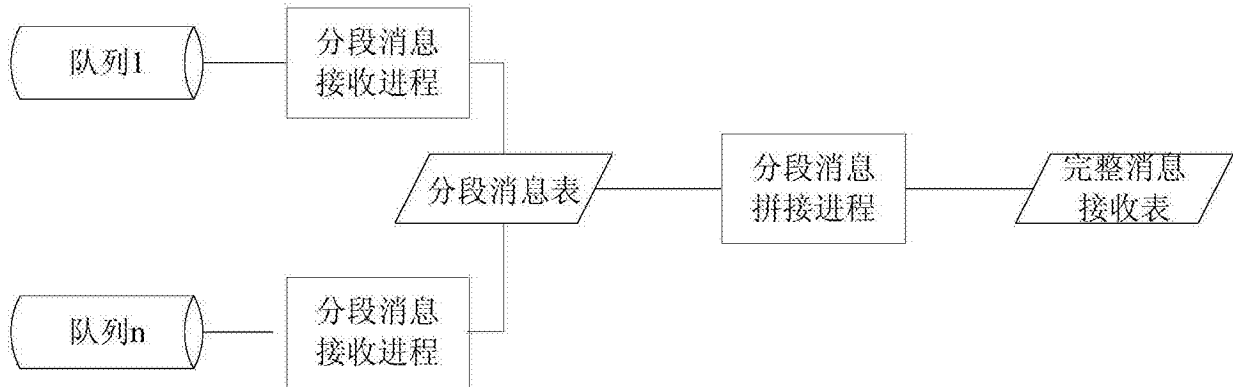 队列1
分段消息
接收进程
分段消息表
分段消息
拼接进程
完整消息
接收表
队列n
分段消息
接收进程